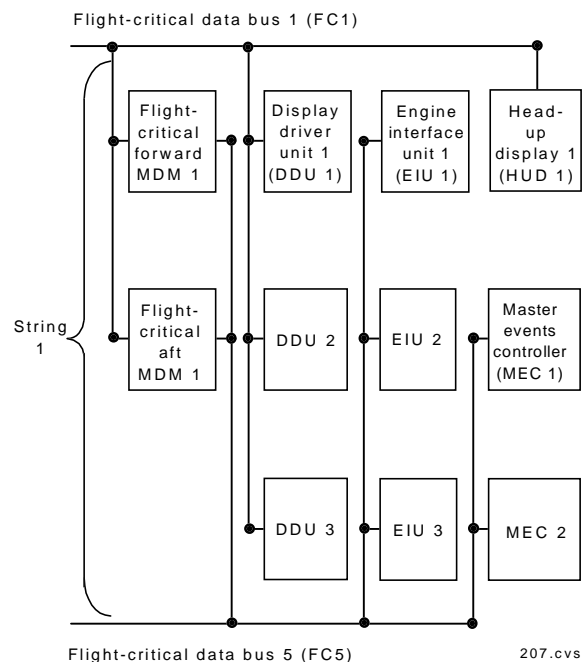 Flight-critical data bus 1 (FC1)
Flight-
critical
forward
MDM 1
Display
driver
unit 1
(DDU 1)
Engine
interface
unit 1
(EIU 1)
Head-
up
display 1
(HUD 1)
String
1
Flight-
critical
aft
MDM 1
DDU 2
EIU 2
Master
events
controller
(MEC 1)
DDU 3
EIU 3
MEC 2
Flight-critical data bus 5 (FC5)
207.cvs